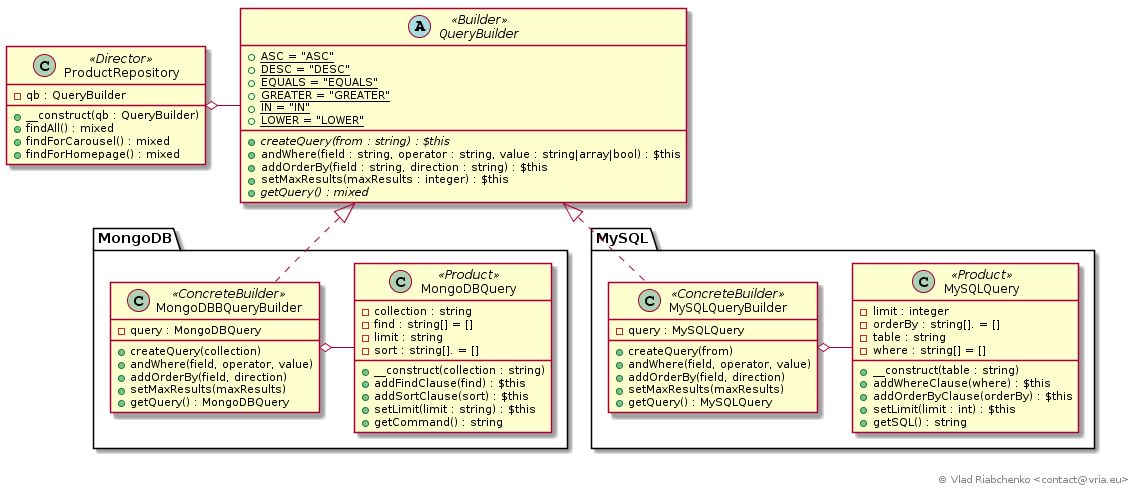 «Builder»
A
QueryBuilder
ASC = "ASC"
DESC = "DESC"
EQUALS = "EQUALS"
GREATER = "GREATER"
IN = "IN"
LOWER = "LOWER"
createQuery(from : string) : $this
andWhere(field : string, operator : string, value : string|array|bool) : $this
addOrderBy(field : string, direction : string) : $this
setMaxResults(maxResults : integer) : $this
getQuery() : mixed
«Director»
C
ProductRepository
qb : QueryBuilder
__construct(qb : QueryBuilder)
findAll() : mixed
findForCarousel() : mixed
findForHomepage() : mixed
MongoDB
«ConcreteBuilder»
C
MongoDBBQueryBuilder
query : MongoDBQuery
createQuery(collection)
andWhere(field, operator, value)
addOrderBy(field, direction)
setMaxResults(maxResults)
getQuery() : MongoDBQuery
«Product»
C
MongoDBQuery
collection : string
find : string[] = []
limit : string
sort : string[]. = []
__construct(collection : string)
addFindClause(find) : $this
addSortClause(sort) : $this
setLimit(limit : string) : $this
getCommand() : string
MySQL
«ConcreteBuilder»
C
MySQLQueryBuilder
query : MySQLQuery
createQuery(from)
andWhere(field, operator, value)
addOrderBy(field, direction)
setMaxResults(maxResults)
getQuery() : MySQLQuery
«Product»
C
MySQLQuery
limit : integer
orderBy : string[]. = []
table : string
where : string[] = []
__construct(table : string)
addWhereClause(where) : $this
addOrderByClause(orderBy) : $this
setLimit(limit : int) : $this
getSQL() : string
© Vlad Riabchenko <contact@vria.eu>